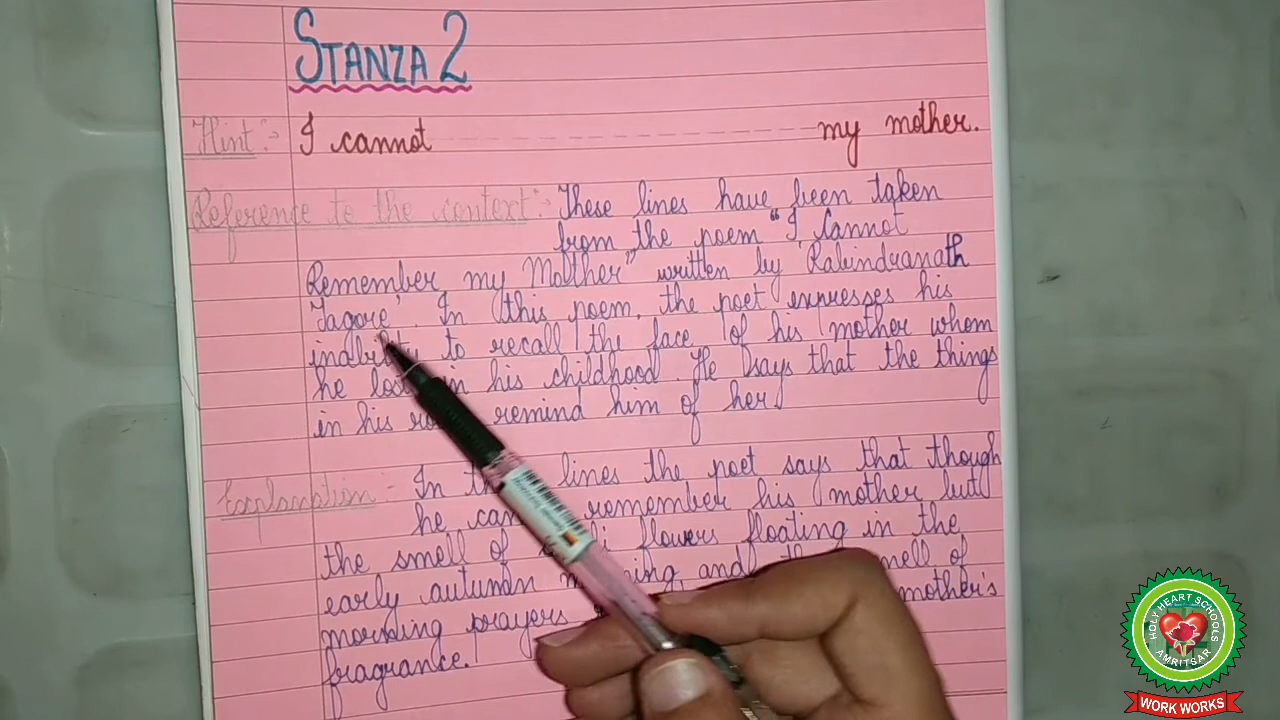 STANZA 2
Hint:- I cannot my mother.
Reference to the context:- These lines have been taken
from the poem "I Cannot
Remember my Mother" written by 'Rabindranath
Tagore'. In this poem, the poet expresses his
to recall the face of his mother whom
he in his childhood. He says that the things
in his remind him of her.
Explanation:- In lines the poet says that though
he remember his mother but
the smell of flowers floating in the
early autumn and
morning prayers mother's
fragrance.
HOLY HEART SCHOOLS
AMRITSAR
WORK WORKS